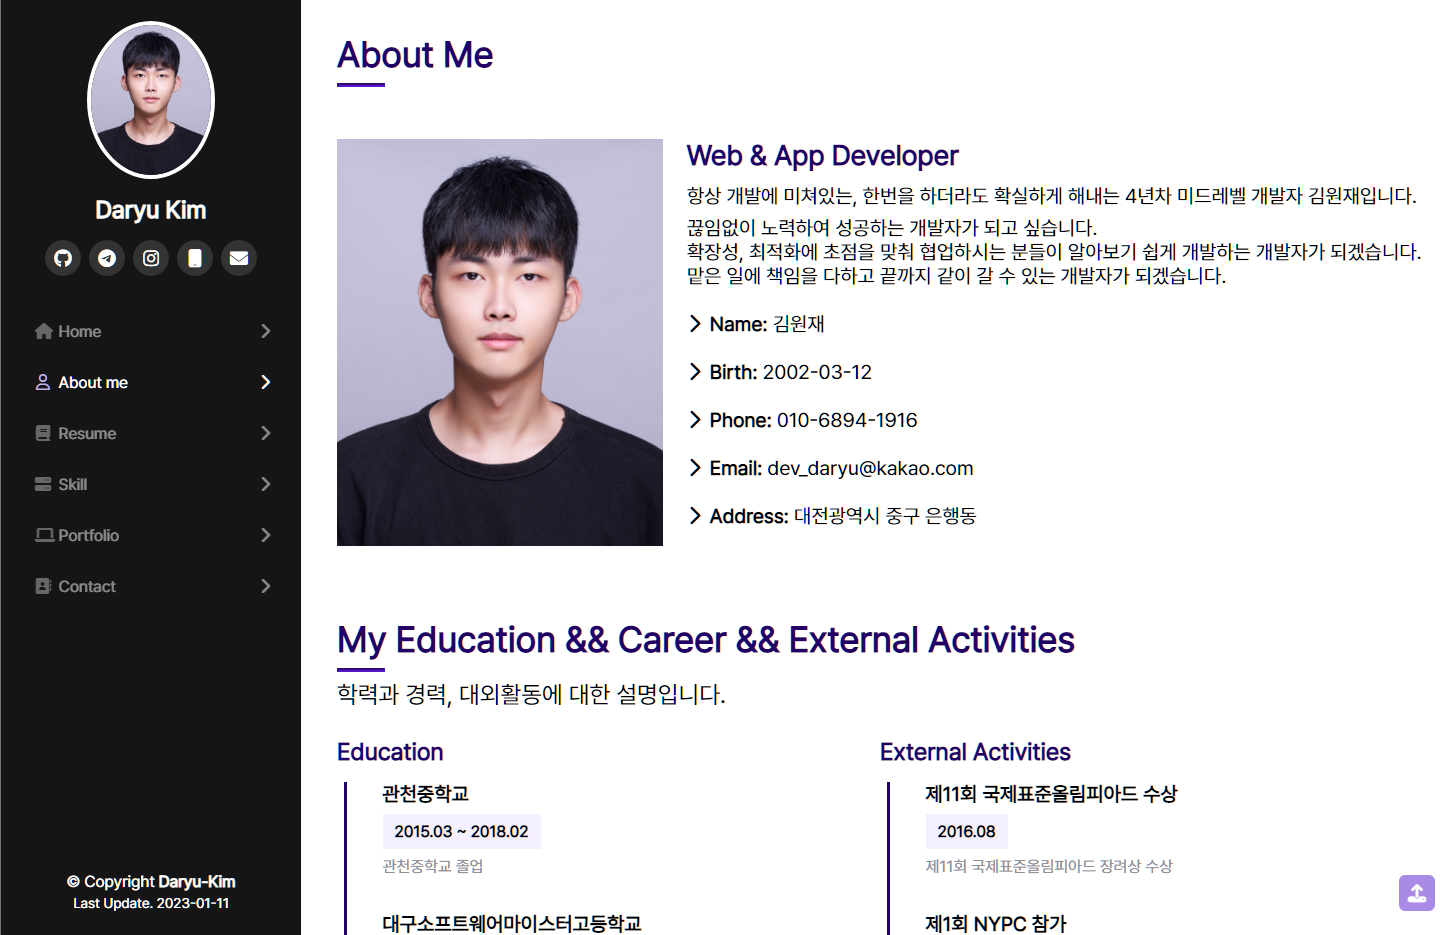 Daryu Kim
Home
About me
Resume
Skill
Portfolio
Contact
© Copyright Daryu-Kim
Last Update. 2023-01-11
About Me
Web & App Developer
항상 개발에 미쳐있는, 한번을 하더라도 확실하게 해내는 4년차 미드레벨 개발자 김원재입니다.
끊임없이 노력하여 성공하는 개발자가 되고 싶습니다.
확장성, 최적화에 초점을 맞춰 협업하시는 분들이 알아보기 쉽게 개발하는 개발자가 되겠습니다.
맡은 일에 책임을 다하고 끝까지 같이 갈 수 있는 개발자가 되겠습니다.
Name: 김원재
Birth: 2002-03-12
Phone: 010-6894-1916
Email: dev_daryu@kakao.com
Address: 대전광역시 중구 은행동
My Education && Career && External Activities
학력과 경력, 대외활동에 대한 설명입니다.
Education
관천중학교
2015.03 ~ 2018.02
관천중학교 졸업
대구소프트웨어마이스터고등학교
External Activities
제11회 국제표준올림피아드 수상
2016.08
제11회 국제표준올림피아드 장려상 수상
제1회 NYPC 참가